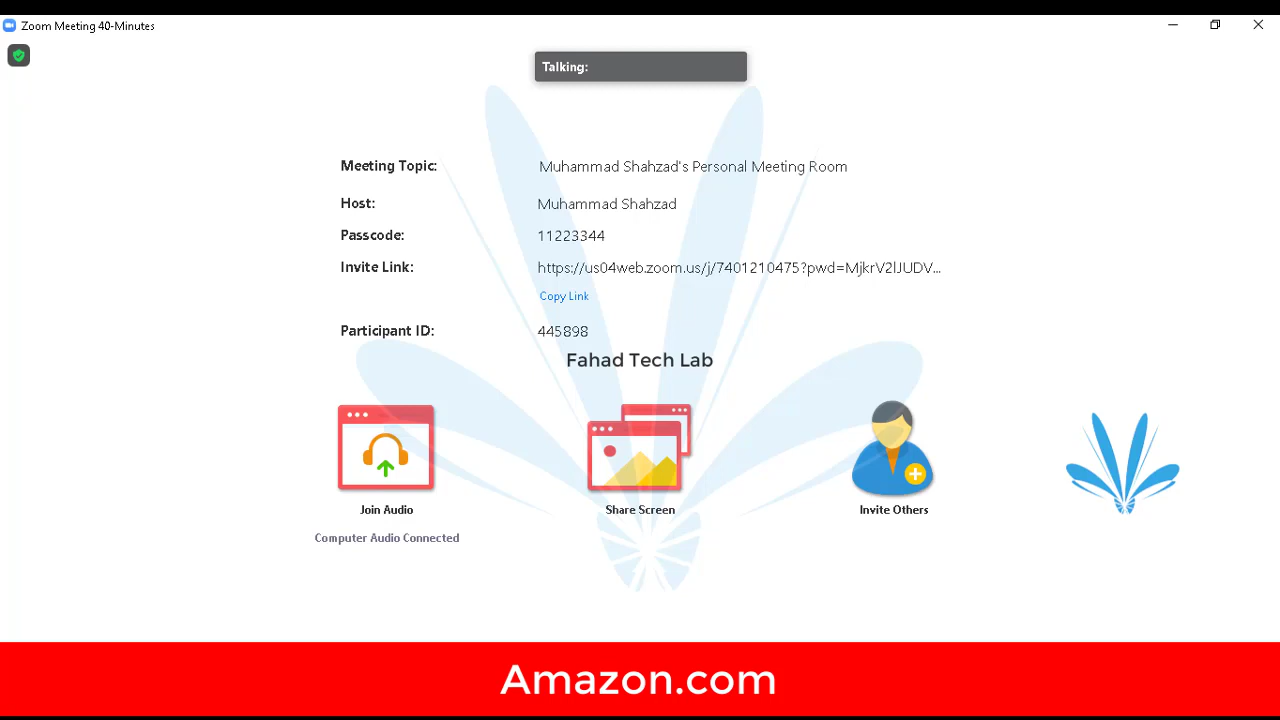 Zoom Meeting 40-Minutes
Talking:
Meeting Topic: Muhammad Shahzad's Personal Meeting Room
Host: Muhammad Shahzad
Passcode: 11223344
Invite Link: https://us04web.zoom.us/j/7401210475?pwd=MjkrV2lJUDV...
Copy Link
Participant ID: 445898
Fahad Tech Lab
Join Audio Share Screen Invite Others
Computer Audio Connected
Amazon.com